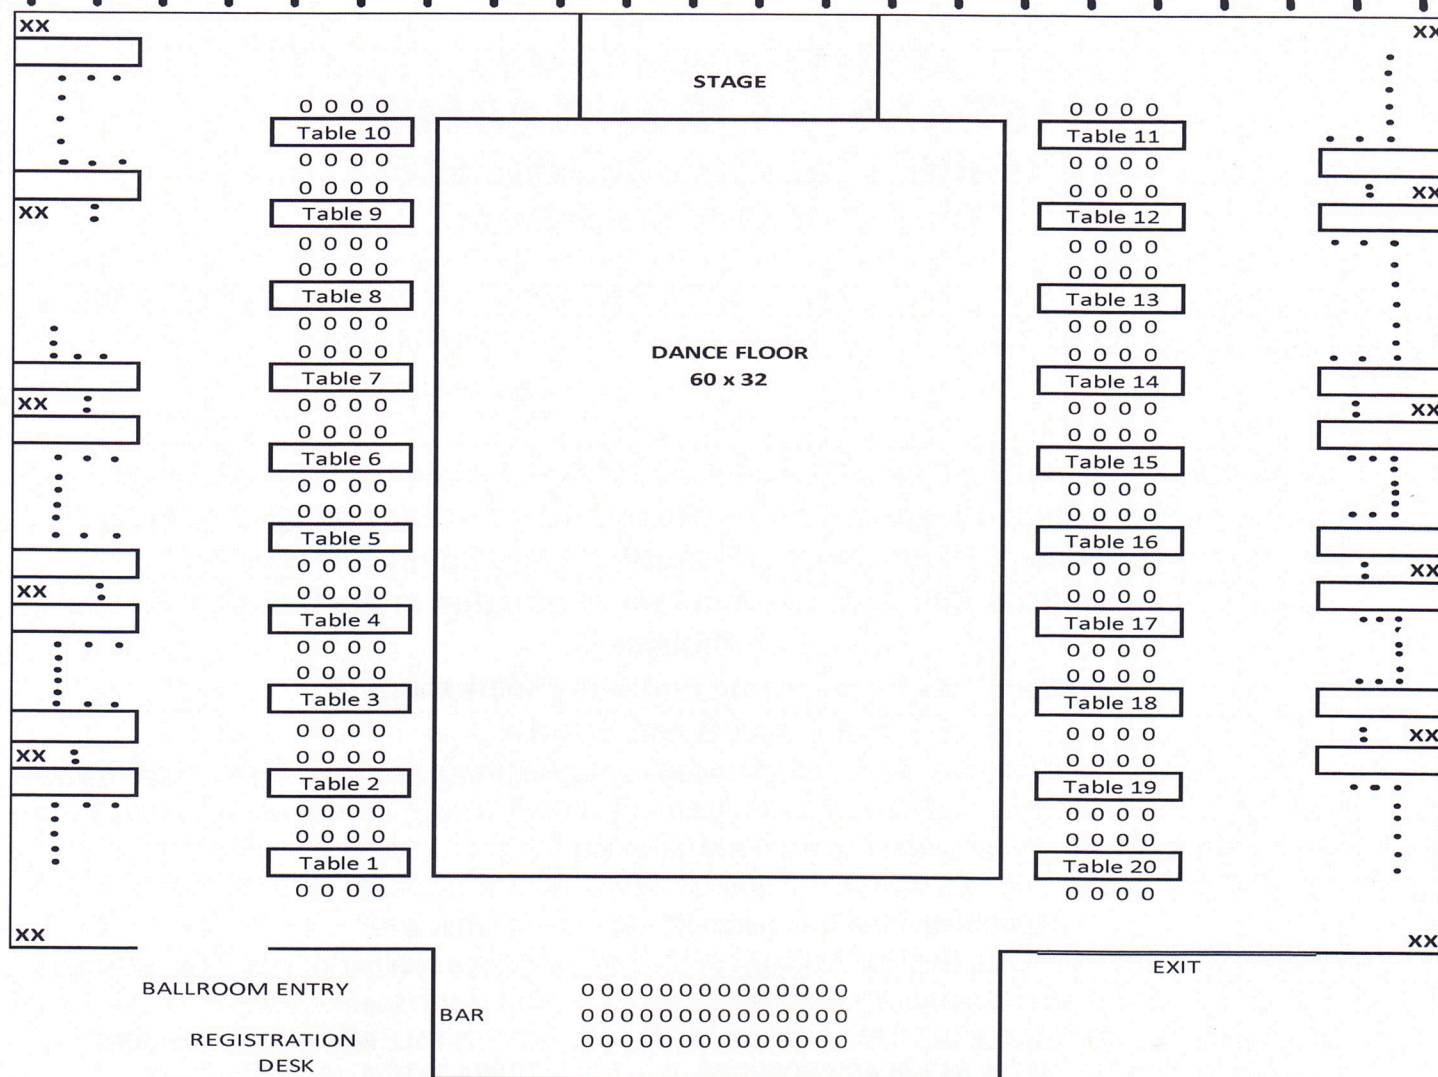 XX
XX
STAGE
0 0 0 0
Table 10
0 0 0 0
0 0 0 0
Table 9
0 0 0 0
0 0 0 0
Table 8
0 0 0 0
0 0 0 0
Table 7
0 0 0 0
0 0 0 0
Table 6
0 0 0 0
0 0 0 0
Table 5
0 0 0 0
0 0 0 0
Table 4
0 0 0 0
0 0 0 0
Table 3
0 0 0 0
0 0 0 0
Table 2
0 0 0 0
0 0 0 0
Table 1
0 0 0 0
XX
XX
XX
XX
XX
DANCE FLOOR
60 x 32
0 0 0 0
Table 11
0 0 0 0
0 0 0 0
Table 12
0 0 0 0
0 0 0 0
Table 13
0 0 0 0
0 0 0 0
Table 14
0 0 0 0
0 0 0 0
Table 15
0 0 0 0
0 0 0 0
Table 16
0 0 0 0
0 0 0 0
Table 17
0 0 0 0
0 0 0 0
Table 18
0 0 0 0
0 0 0 0
Table 19
0 0 0 0
0 0 0 0
Table 20
0 0 0 0
XX
XX
XX
XX
XX
BALLROOM ENTRY
REGISTRATION
DESK
BAR
0 0 0 0 0 0 0 0 0 0 0 0 0 0
0 0 0 0 0 0 0 0 0 0 0 0 0 0
0 0 0 0 0 0 0 0 0 0 0 0 0 0
EXIT